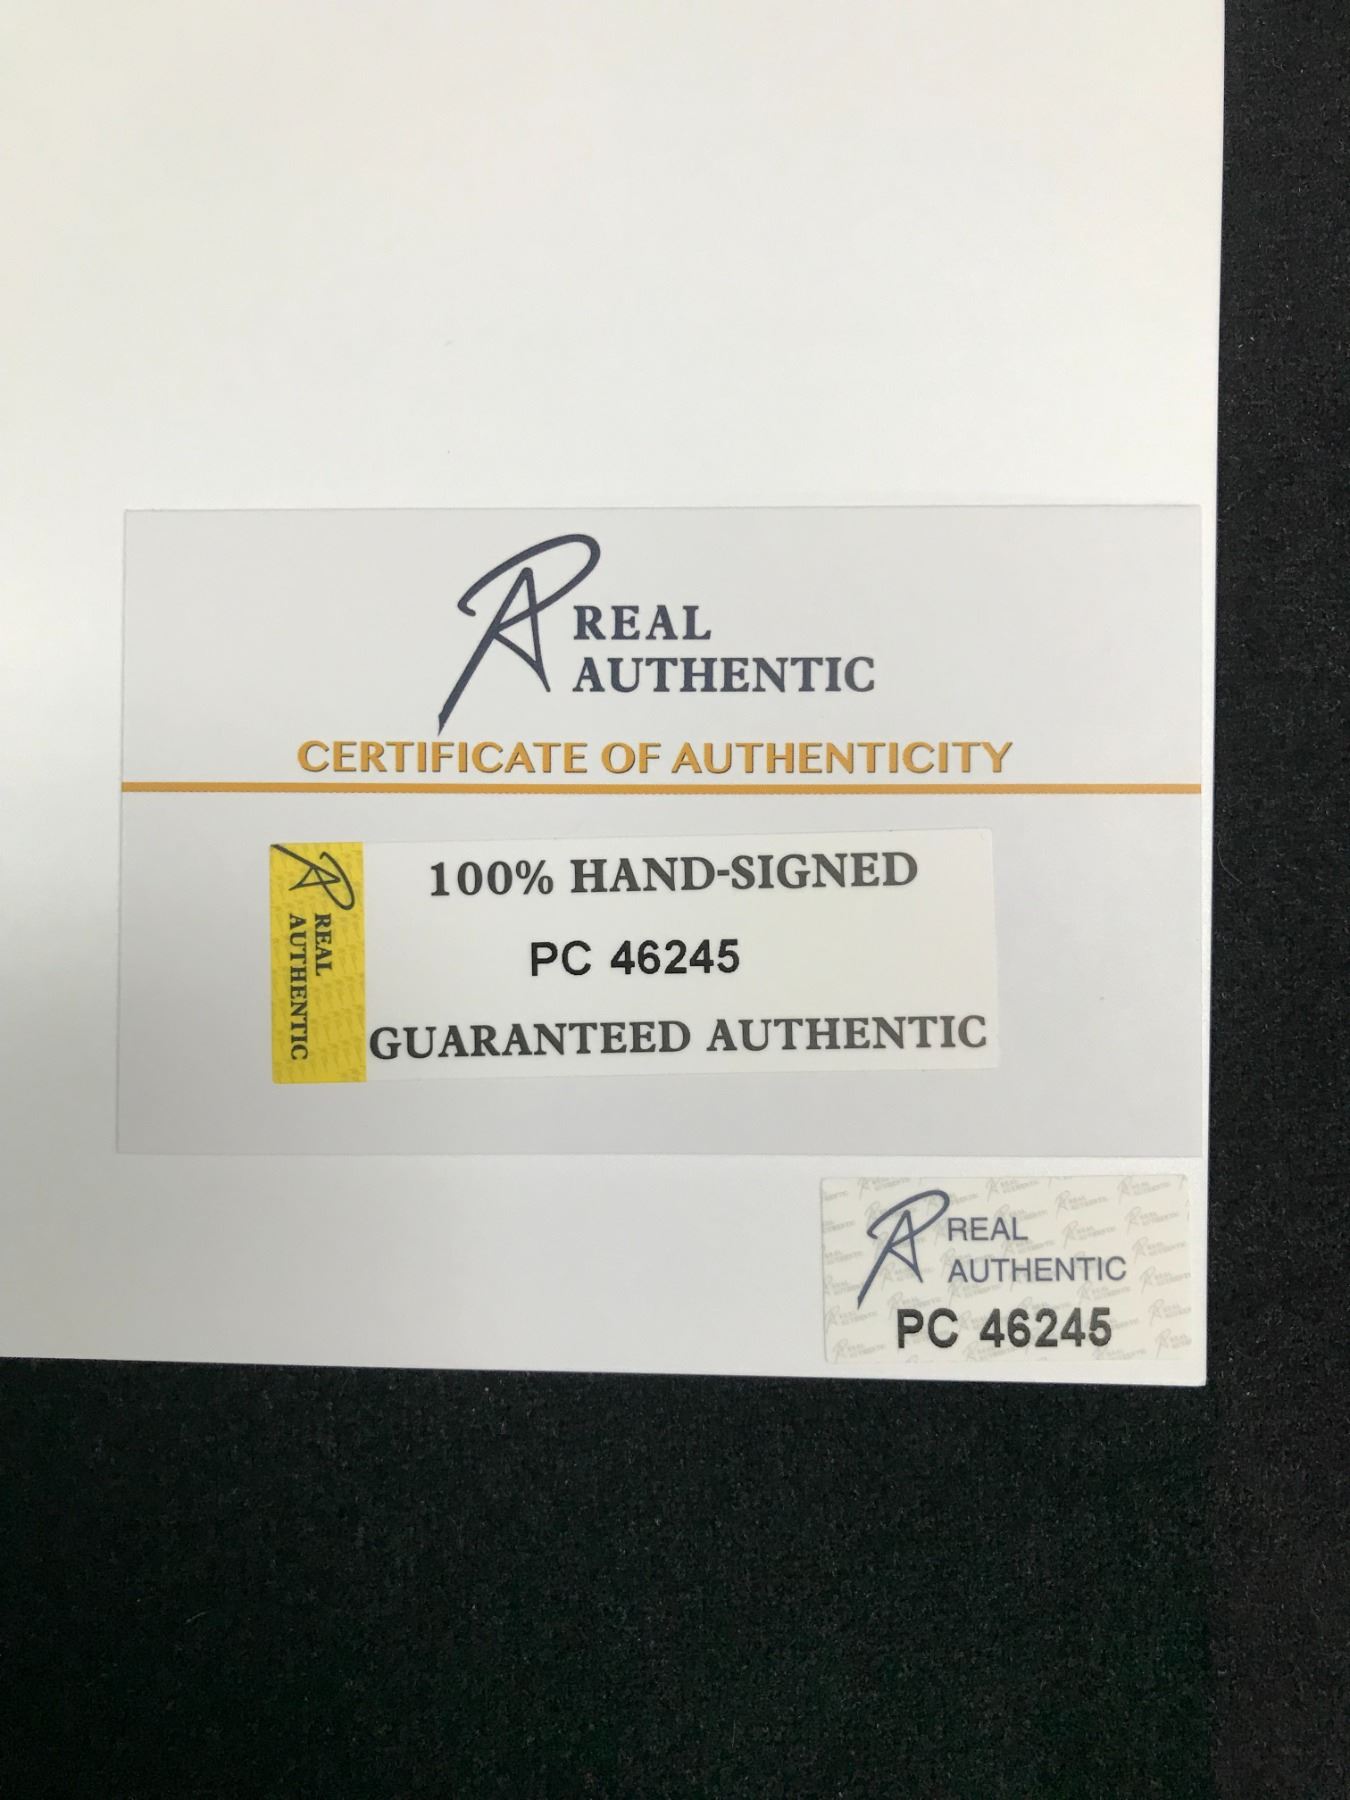 REAL
AUTHENTIC
CERTIFICATE OF AUTHENTICITY
REAL
AUTHENTIC
100% HAND-SIGNED
PC 46245
GUARANTEED AUTHENTIC
REAL
AUTHENTIC
PC 46245